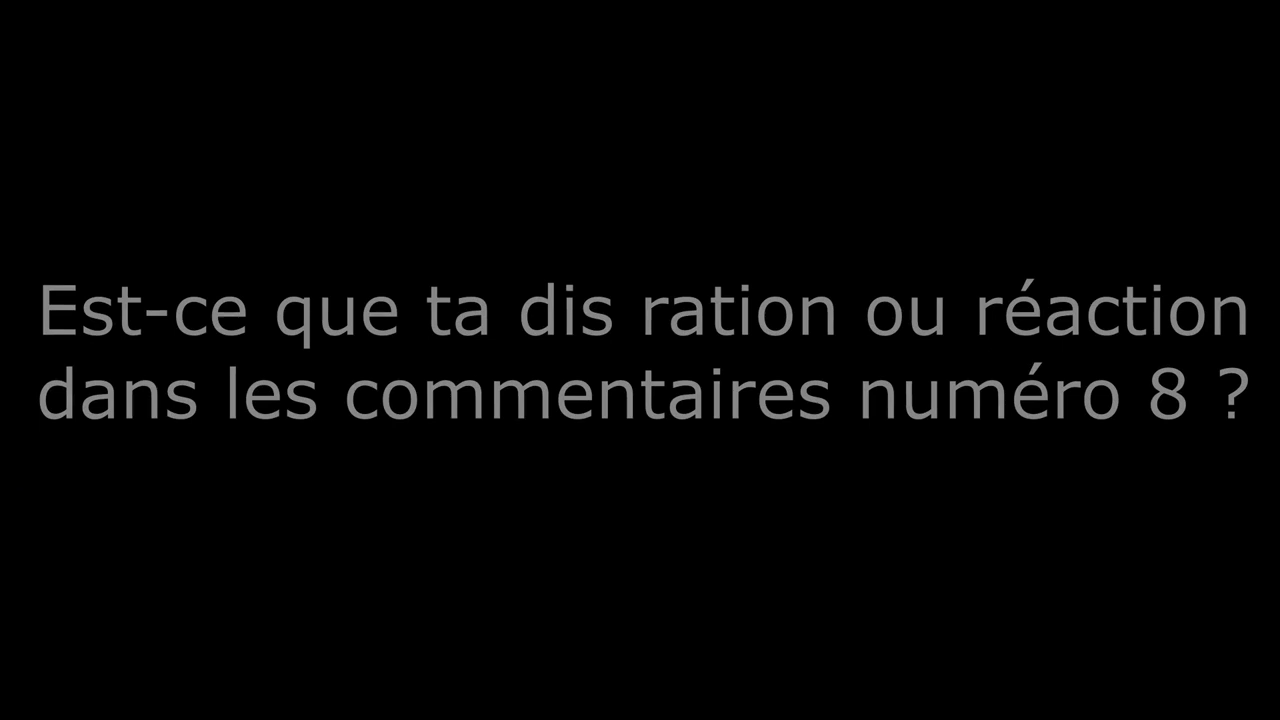 Est-ce que ta dis ration ou réaction
dans les commentaires numéro 8 ?